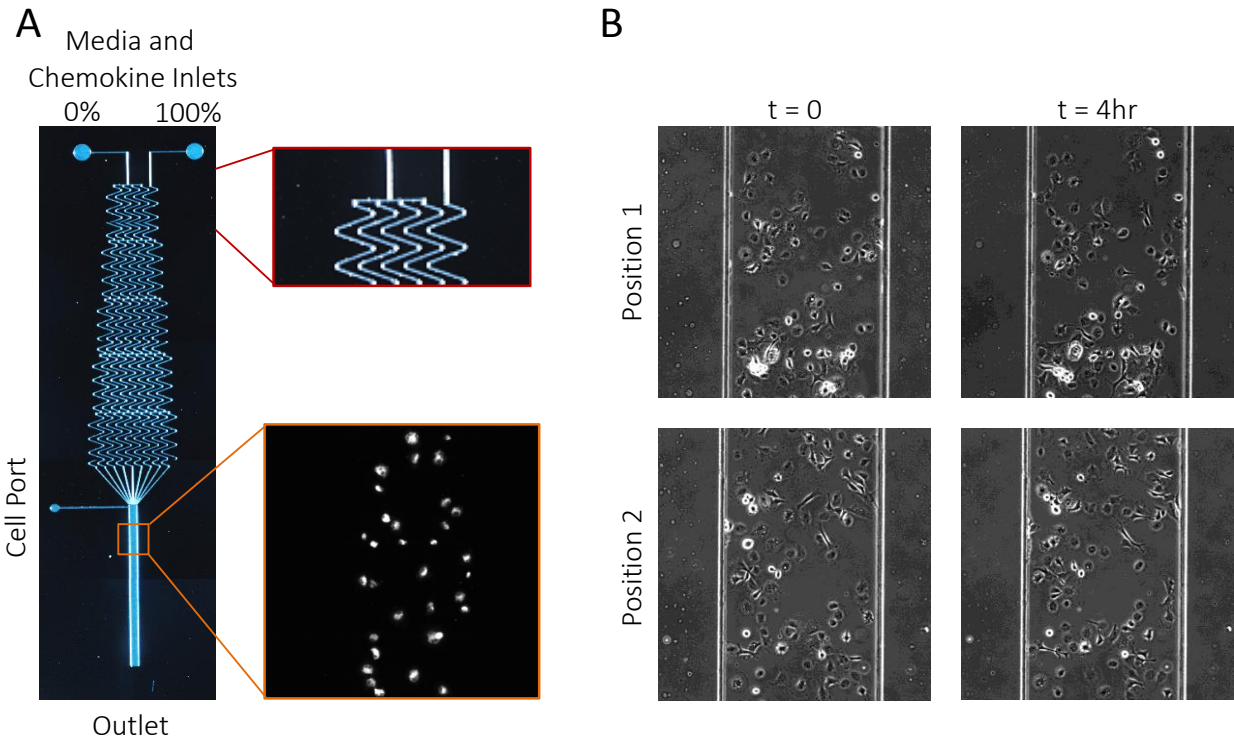 A
Media and
Chemokine Inlets
0% 100%
Cell Port
Outlet
B
t = 0 t = 4hr
Position 1
Position 2